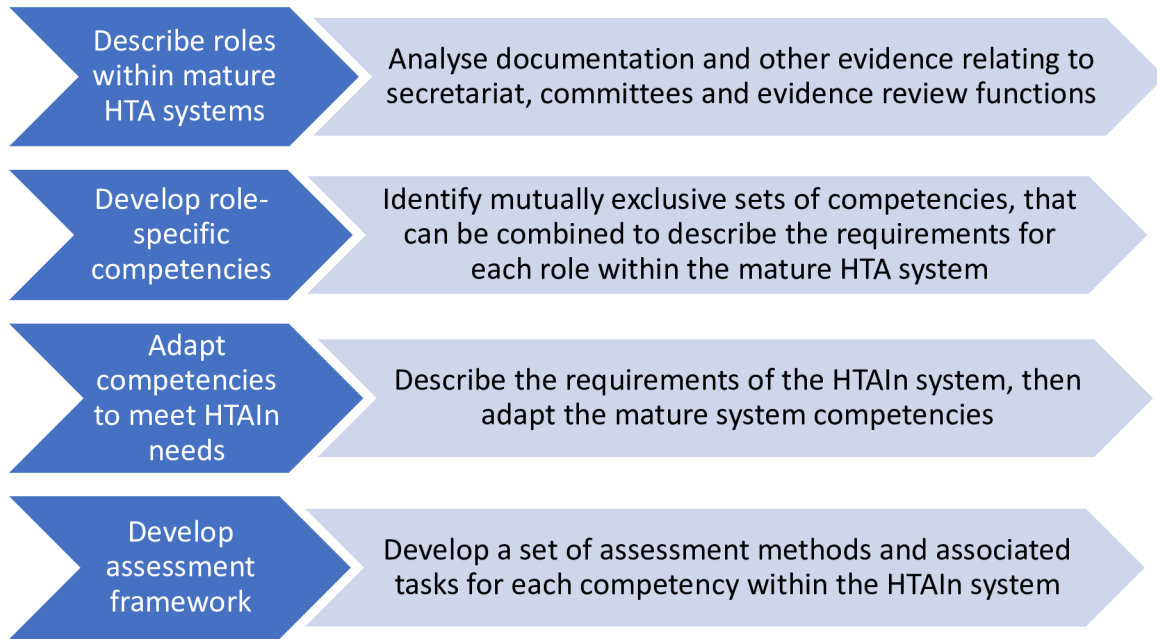 Describe roles
within mature
HTA systems
Analyse documentation and other evidence relating to
secretariat, committees and evidence review functions
Develop role-
specific
competencies
Identify mutually exclusive sets of competencies, that
can be combined to describe the requirements for
each role within the mature HTA system
Adapt
competencies
to meet HTAIn
needs
Describe the requirements of the HTAIn system, then
adapt the mature system competencies
Develop
assessment
framework
Develop a set of assessment methods and associated
tasks for each competency within the HTAIn system